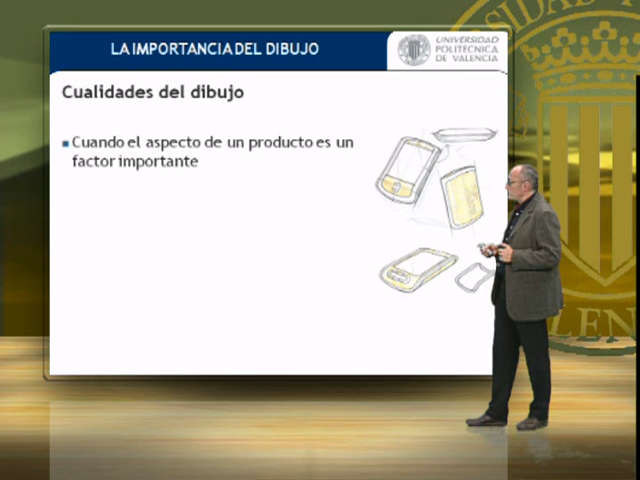 LA IMPORTANCIA DEL DIBUJO
UNIVERSIDAD
POLITECNICA
DE VALENCIA
Cualidades del dibujo
Cuando el aspecto de un producto es un
factor importante